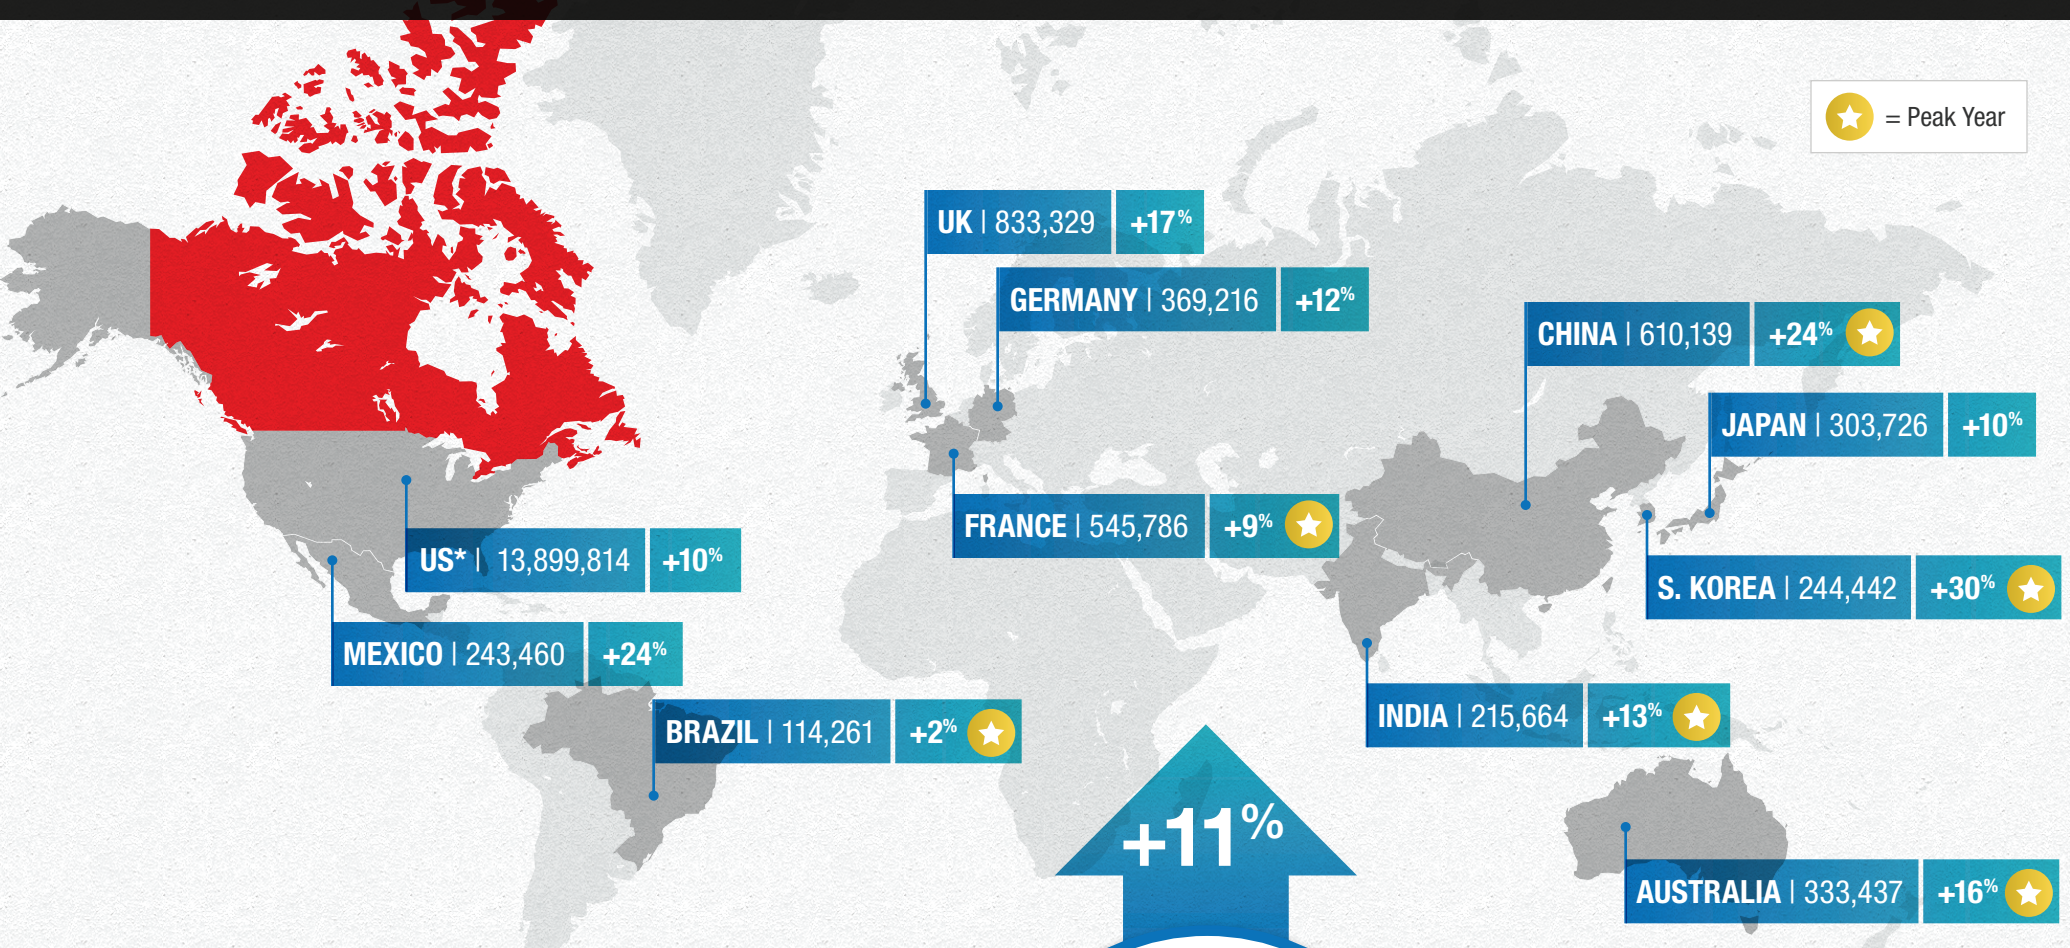 = Peak Year
UK | 833,329 +17%
GERMANY | 369,216 +12%
CHINA | 610,139 +24%
JAPAN | 303,726 +10%
FRANCE | 545,786 +9%
US* | 13,899,814 +10%
S. KOREA | 244,442 +30%
MEXICO | 243,460 +24%
INDIA | 215,664 +13%
BRAZIL | 114,261 +2%
+11%
AUSTRALIA | 333,437 +16%